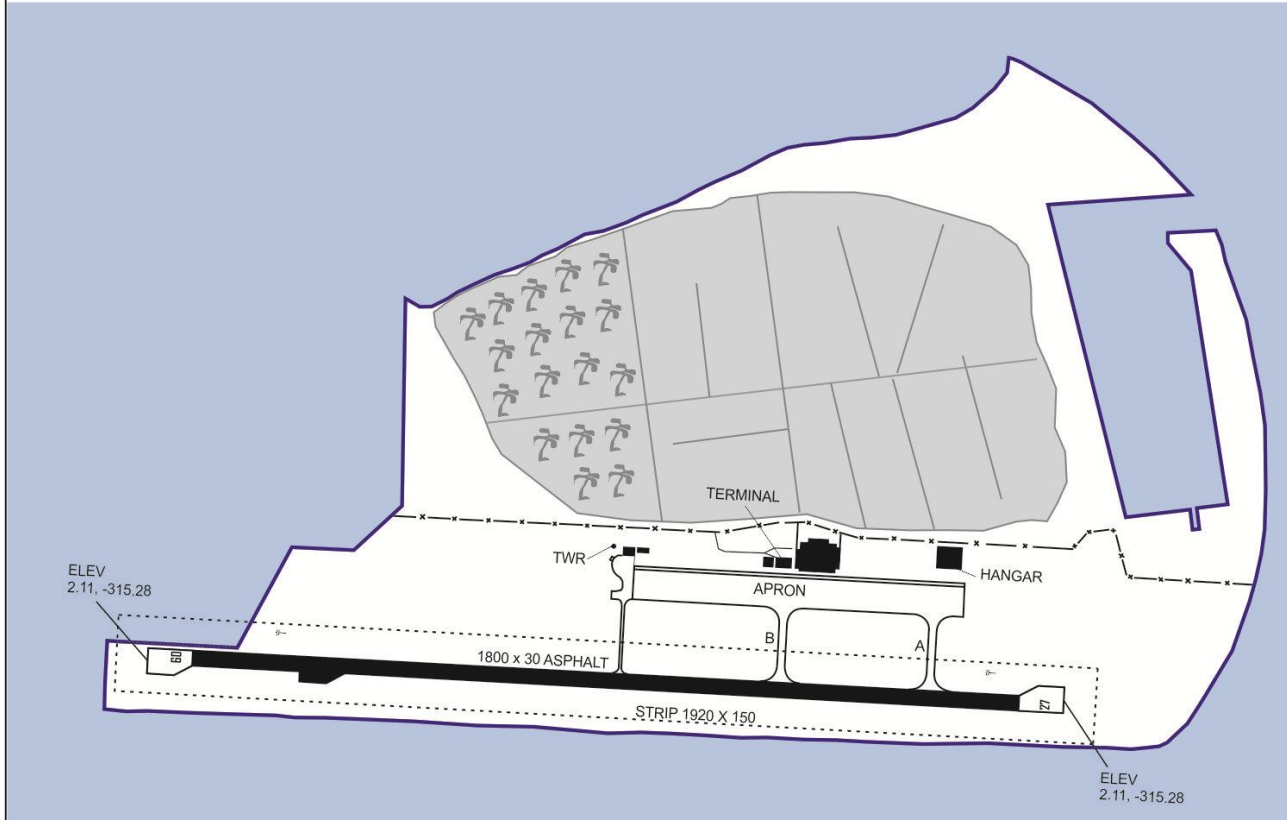 TERMINAL
TWR
HANGAR
APRON
ELEV
2.11, -315.28
B
A
09
1800 x 30 ASPHALT
27
STRIP 1920 X 150
ELEV
2.11, -315.28